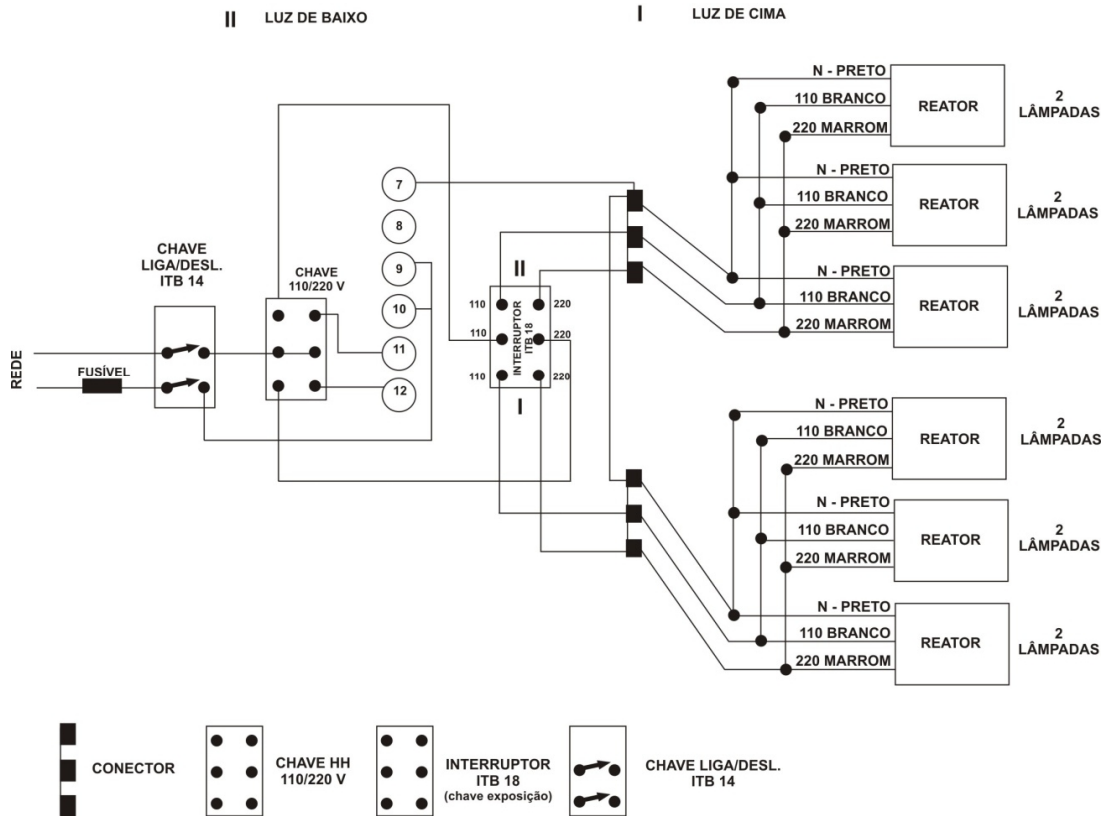 II LUZ DE BAIXO
I LUZ DE CIMA
N - PRETO
110 BRANCO
220 MARROM
REATOR
2
LÂMPADAS
N - PRETO
110 BRANCO
220 MARROM
REATOR
2
LÂMPADAS
N - PRETO
110 BRANCO
220 MARROM
REATOR
2
LÂMPADAS
7
8
9
10
11
12
CHAVE
LIGA/DESL.
ITB 14
CHAVE
110/220 V
REDE
FUSÍVEL
II
110
220
110
220
110
220
INTERRUPTOR
ITB 18
I
N - PRETO
110 BRANCO
220 MARROM
REATOR
2
LÂMPADAS
N - PRETO
110 BRANCO
220 MARROM
REATOR
2
LÂMPADAS
N - PRETO
110 BRANCO
220 MARROM
REATOR
2
LÂMPADAS
CONECTOR
CHAVE HH
110/220 V
INTERRUPTOR
ITB 18
(chave exposição)
CHAVE LIGA/DESL.
ITB 14